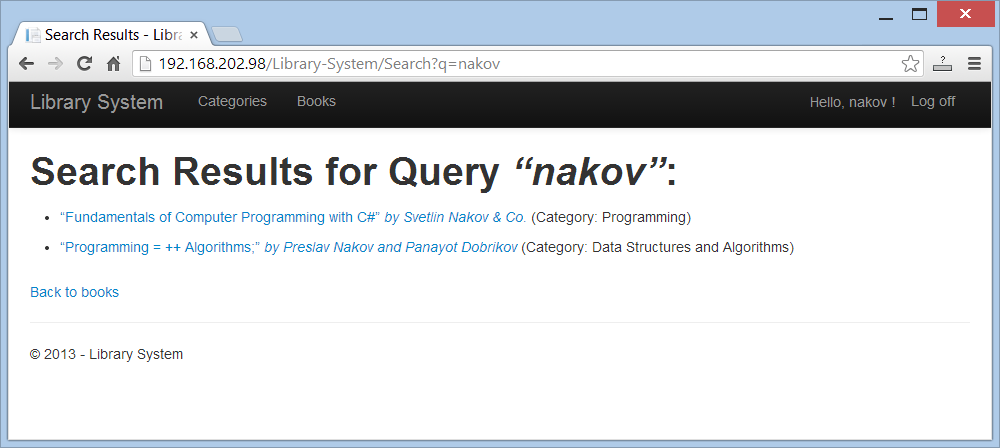 Search Results - Libra
192.168.202.98/Library-System/Search?q=nakov
?
Library System Categories Books Hello, nakov ! Log off
Search Results for Query “nakov”:
“Fundamentals of Computer Programming with C#” by Svetlin Nakov & Co. (Category: Programming)
“Programming = ++ Algorithms;” by Preslav Nakov and Panayot Dobrikov (Category: Data Structures and Algorithms)
Back to books
© 2013 - Library System